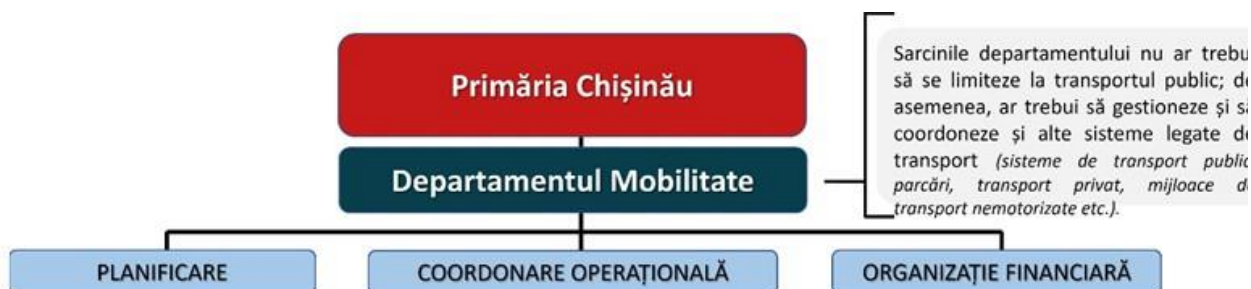 Primăria Chișinău
Departamentul Mobilitate
Sarcinile departamentului nu ar trebui
să se limiteze la transportul public; de
asemenea, ar trebui să gestioneze și să
coordoneze și alte sisteme legate de
transport (sisteme de transport public,
parcări, transport privat, mijloace de
transport nemotorizate etc.).
PLANIFICARE
COORDONARE OPERAȚIONALĂ
ORGANIZAȚIE FINANCIARĂ